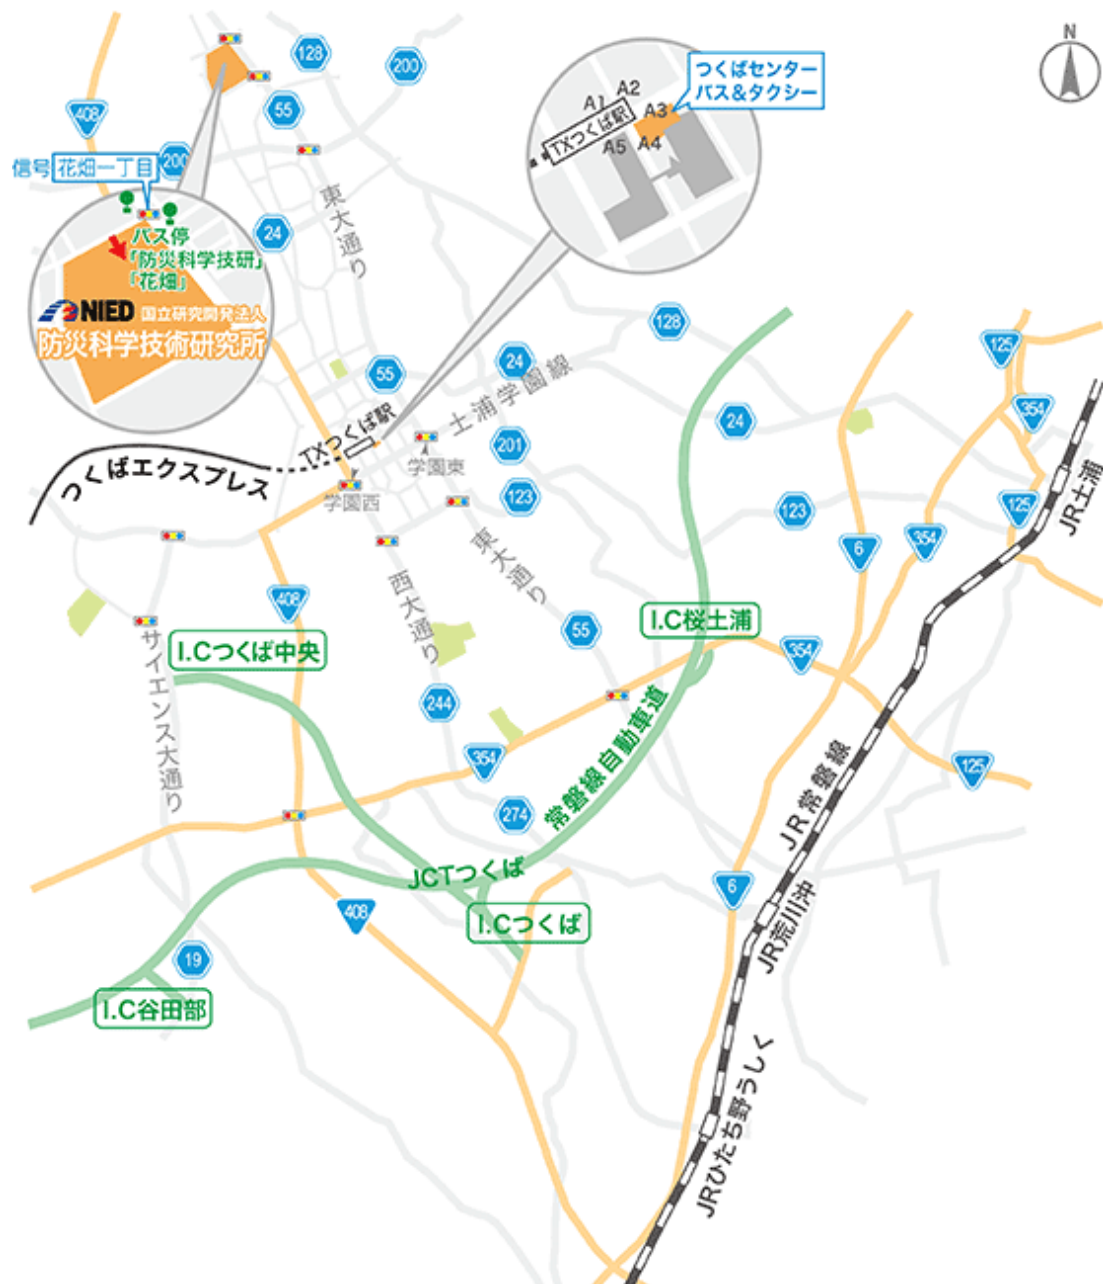 N
128
200
つくばセンター
バス&タクシー
A1
A2
A3
A4
A5
TXつくば駅
408
55
信号
花畑一丁目
200
バス停
「防災科学技研」
「花畑」
NIED 国立研究開発法人
防災科学技術研究所
24
東大通り
128
125
55
24
土浦学園線
24
354
TXつくば駅
201
学園東
つくばエクスプレス
学園西
123
123
125
JR土浦
6
354
東大通り
西大通り
408
55
I.C桜土浦
サイエンス大通り
I.Cつくば中央
354
244
354
125
常磐線自動車道
JR常磐線
274
JCTつくば
6
408
I.Cつくば
JR荒川沖
19
I.C谷田部
JRひたち野うしく